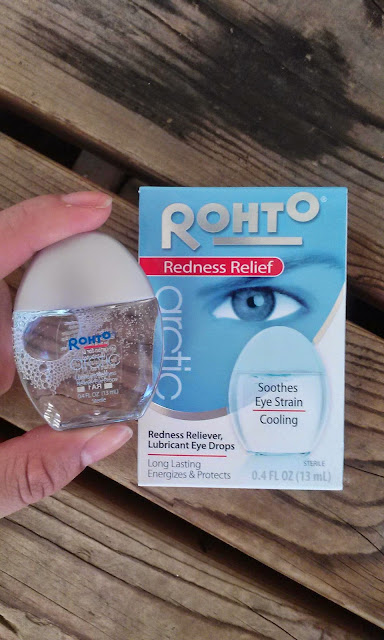 ROHTO®
Redness Relief
arctic
Soothes
Eye Strain
Cooling
Redness Reliever,
Lubricant Eye Drops
Long Lasting
Energizes & Protects
STERILE
0.4 FL OZ (13 mL)
ROHTO